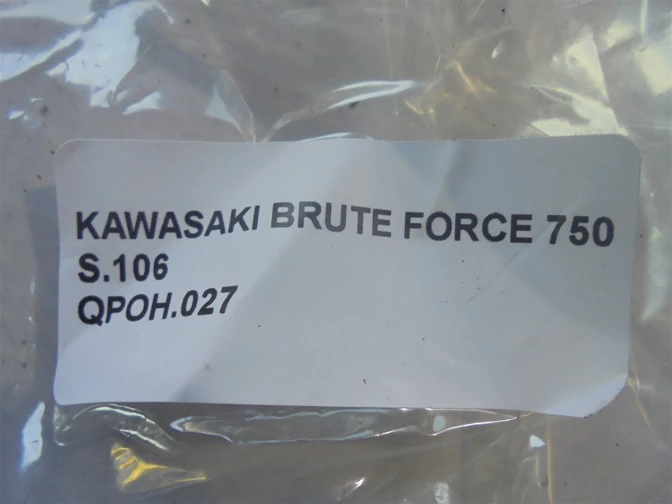 KAWASAKI BRUTE FORCE 750
S.106
QPOH.027